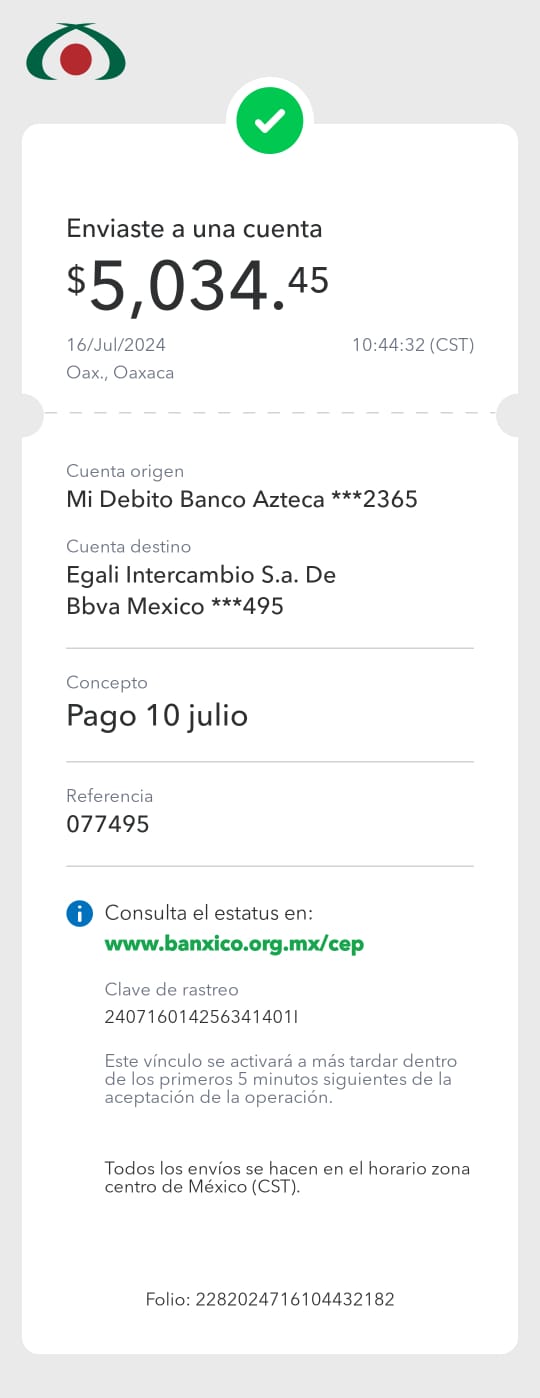 Enviaste a una cuenta
$5,034.45
16/Jul/2024 10:44:32 (CST)
Oax., Oaxaca
Cuenta origen
Mi Debito Banco Azteca ***2365
Cuenta destino
Egali Intercambio S.a. De
Bbva Mexico ***495
Concepto
Pago 10 julio
Referencia
077495
Consulta el estatus en:
www.banxico.org.mx/cep
Clave de rastreo
240716014256341401I
Este vínculo se activará a más tardar dentro
de los primeros 5 minutos siguientes de la
aceptación de la operación.
Todos los envíos se hacen en el horario zona
centro de México (CST).
Folio: 2282024716104432182